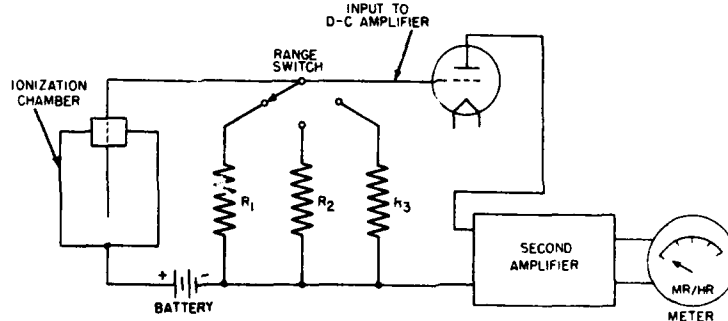 INPUT TO
D-C AMPLIFIER
RANGE
SWITCH
IONIZATION
CHAMBER
R1
R2
R3
+
-
BATTERY
SECOND
AMPLIFIER
MR/HR
METER